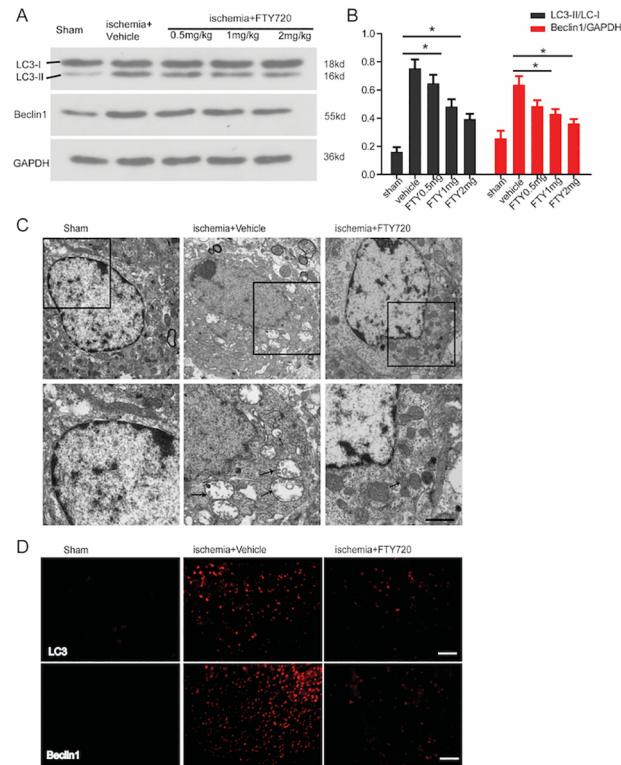 A
Sham
ischemia+
Vehicle
ischemia+FTY720
0.5mg/kg 1mg/kg 2mg/kg
LC3-I
LC3-II
18kd
16kd
Beclin1
55kd
GAPDH
36kd
B
LC3-II/LC-I
Beclin1/GAPDH
* * * *
1.0
0.8
0.6
0.4
0.2
0.0
sham vehicle FTY0.5mg FTY1mg FTY2mg sham vehicle FTY0.5mg FTY1mg FTY2mg
C
Sham ischemia+Vehicle ischemia+FTY720
D
Sham ischemia+Vehicle ischemia+FTY720
LC3
Beclin1